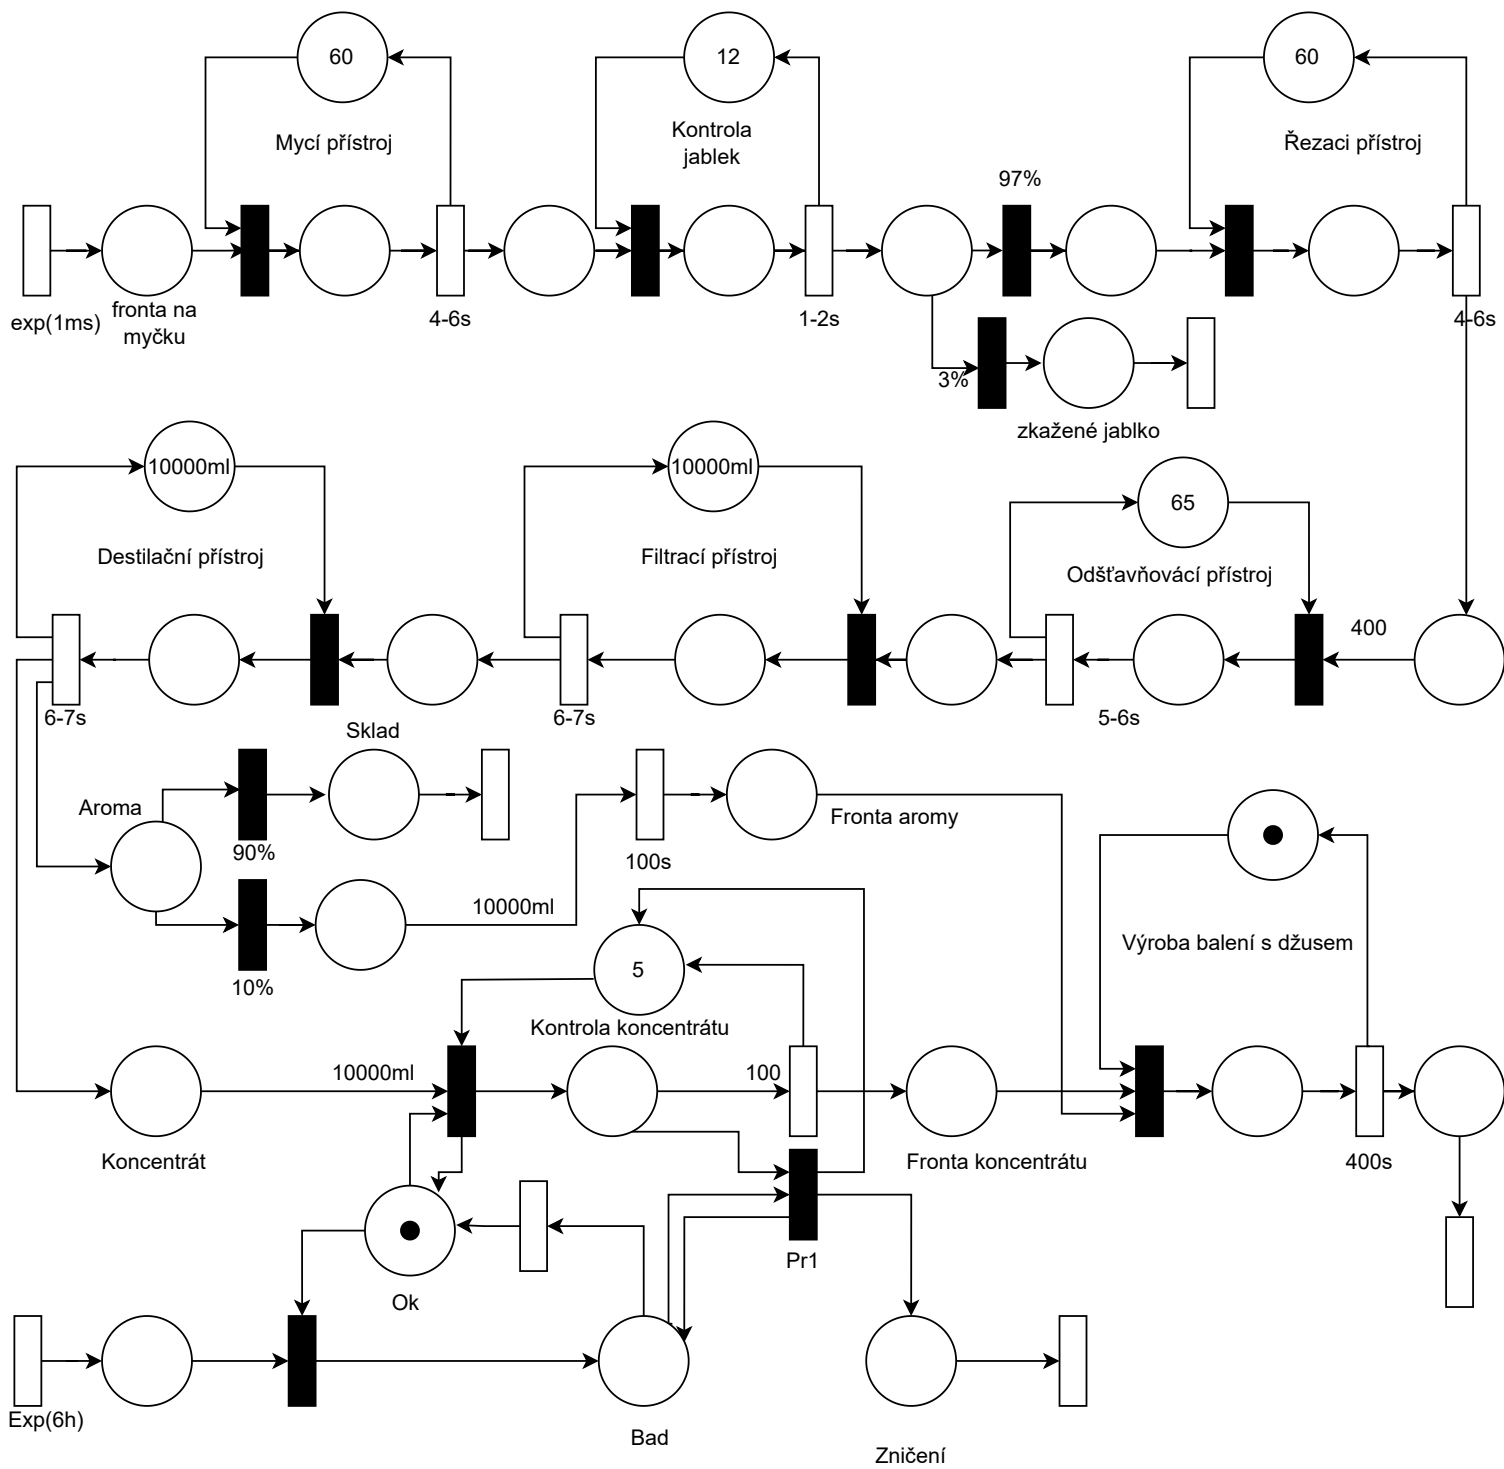 60
12
60
Mycí přístroj
Kontrola
jablek
Řezaci přístroj
97%
exp(1ms)
fronta na
myčku
4-6s
1-2s
4-6s
3%
zkažené jablko
10000ml
10000ml
65
Destilační přístroj
Filtrací přístroj
Odšťavňovácí přístroj
400
6-7s
6-7s
5-6s
Sklad
Aroma
Fronta aromy
90%
100s
10000ml
Výroba balení s džusem
5
10%
Kontrola koncentrátu
10000ml
100
Koncentrát
Fronta koncentrátu
400s
Pr1
Ok
Exp(6h)
Bad
Zničení